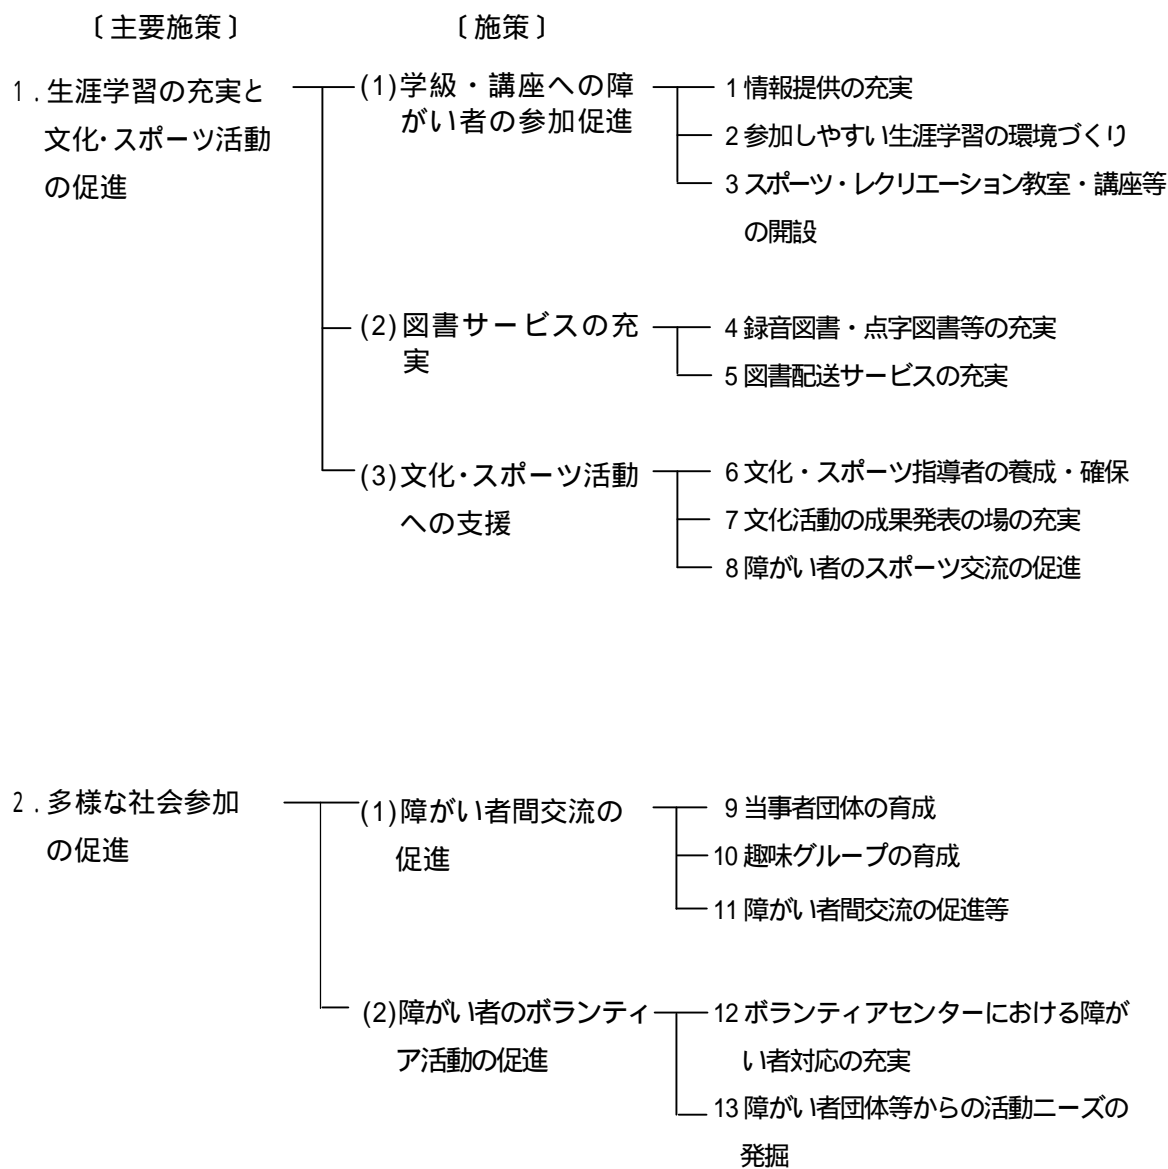 〔主要施策〕
〔施策〕
1．生涯学習の充実と
文化・スポーツ活動
の促進
(1)学級・講座への障
がい者の参加促進
1 情報提供の充実
2 参加しやすい生涯学習の環境づくり
3 スポーツ・レクリエーション教室・講座等
の開設
(2)図書サービスの充
実
4 録音図書・点字図書等の充実
5 図書配送サービスの充実
(3)文化・スポーツ活動
への支援
6 文化・スポーツ指導者の養成・確保
7 文化活動の成果発表の場の充実
8 障がい者のスポーツ交流の促進
2．多様な社会参加
の促進
(1)障がい者間交流の
促進
9 当事者団体の育成
10 趣味グループの育成
11 障がい者間交流の促進等
(2)障がい者のボランティ
ア活動の促進
12 ボランティアセンターにおける障が
い者対応の充実
13 障がい者団体等からの活動ニーズの
発掘